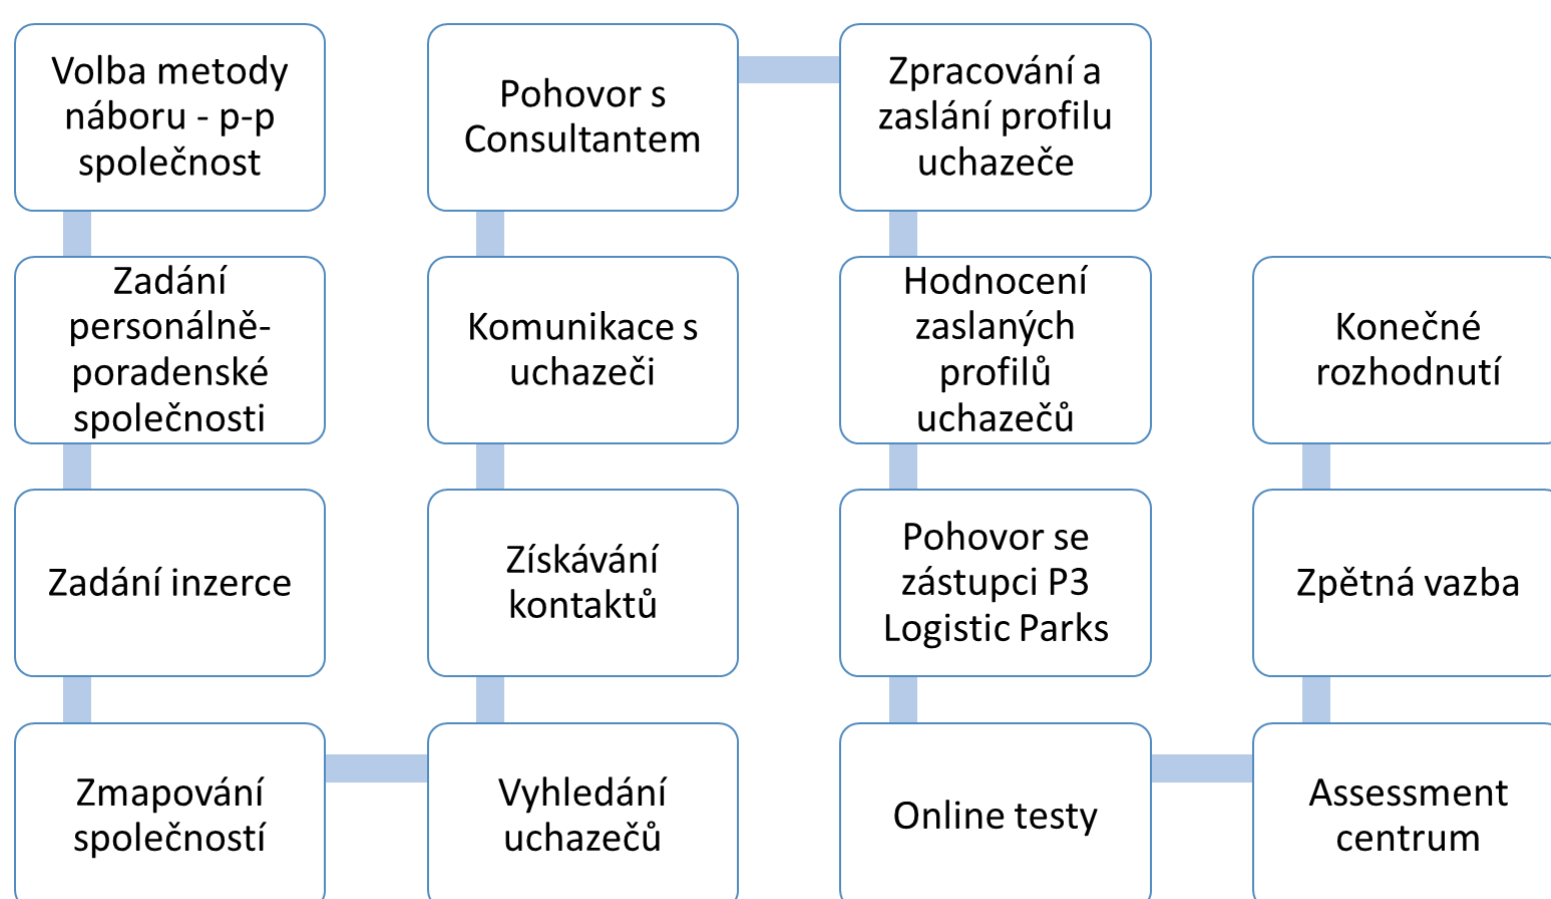 Volba metody
náboru - p-p
společnost
Zadání
personálně-
poradenské
společnosti
Zadání inzerce
Zmapování
společností
Vyhledání
uchazečů
Získávání
kontaktů
Komunikace s
uchazeči
Pohovor s
Consultantem
Zpracování a
zaslání profilu
uchazeče
Hodnocení
zaslaných
profilů
uchazečů
Pohovor se
zástupci P3
Logistic Parks
Online testy
Assessment
centrum
Zpětná vazba
Konečné
rozhodnutí